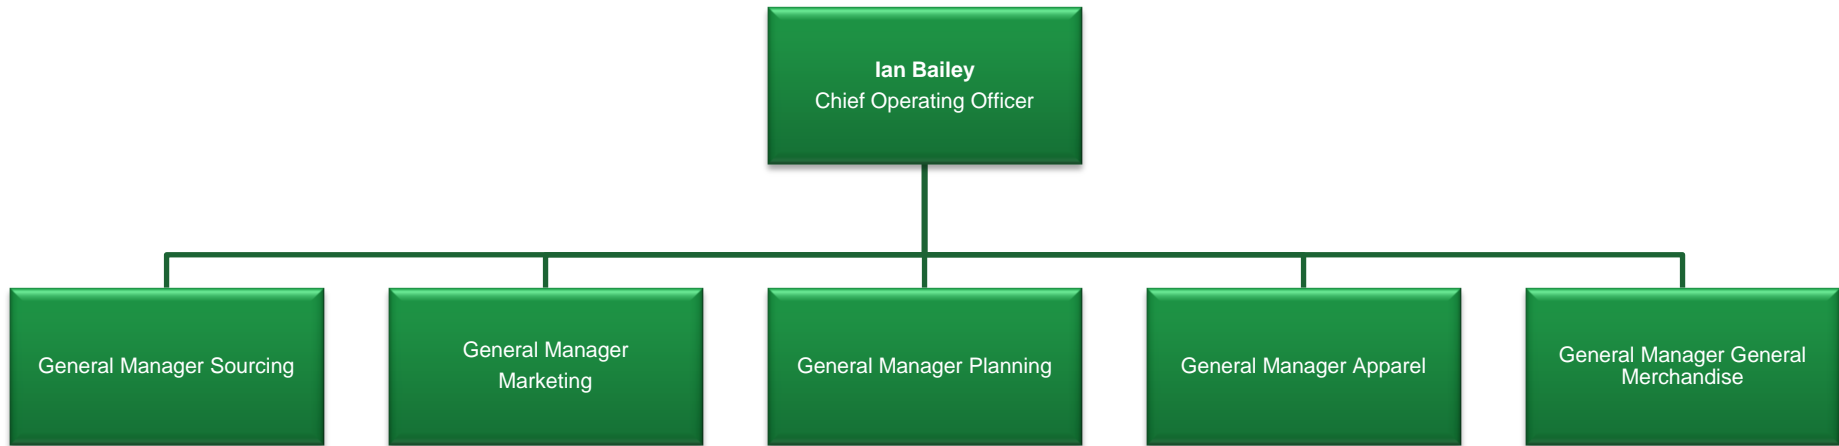 Ian Bailey
Chief Operating Officer
General Manager Sourcing
General Manager
Marketing
General Manager Planning
General Manager Apparel
General Manager General
Merchandise